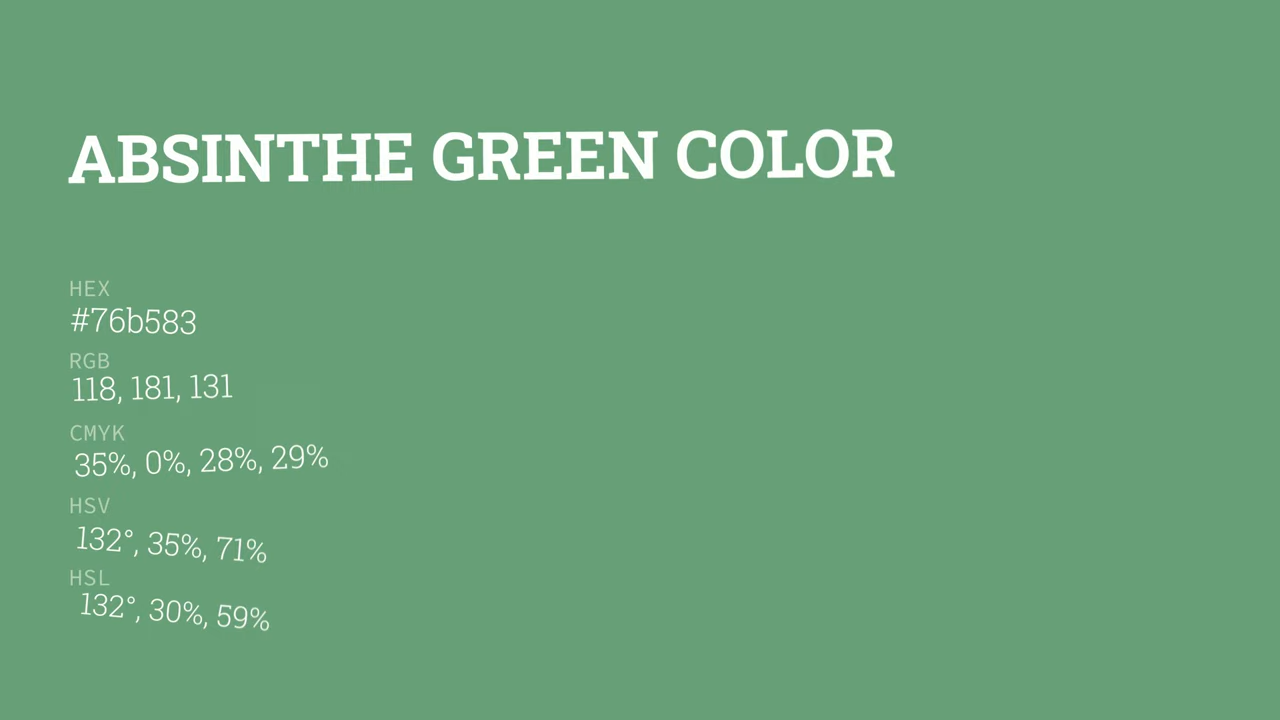 ABSINTHE GREEN COLOR
HEX
#76b583
RGB
118, 181, 131
CMYK
35%, 0%, 28%, 29%
HSV
132°, 35%, 71%
HSL
132°, 30%, 59%